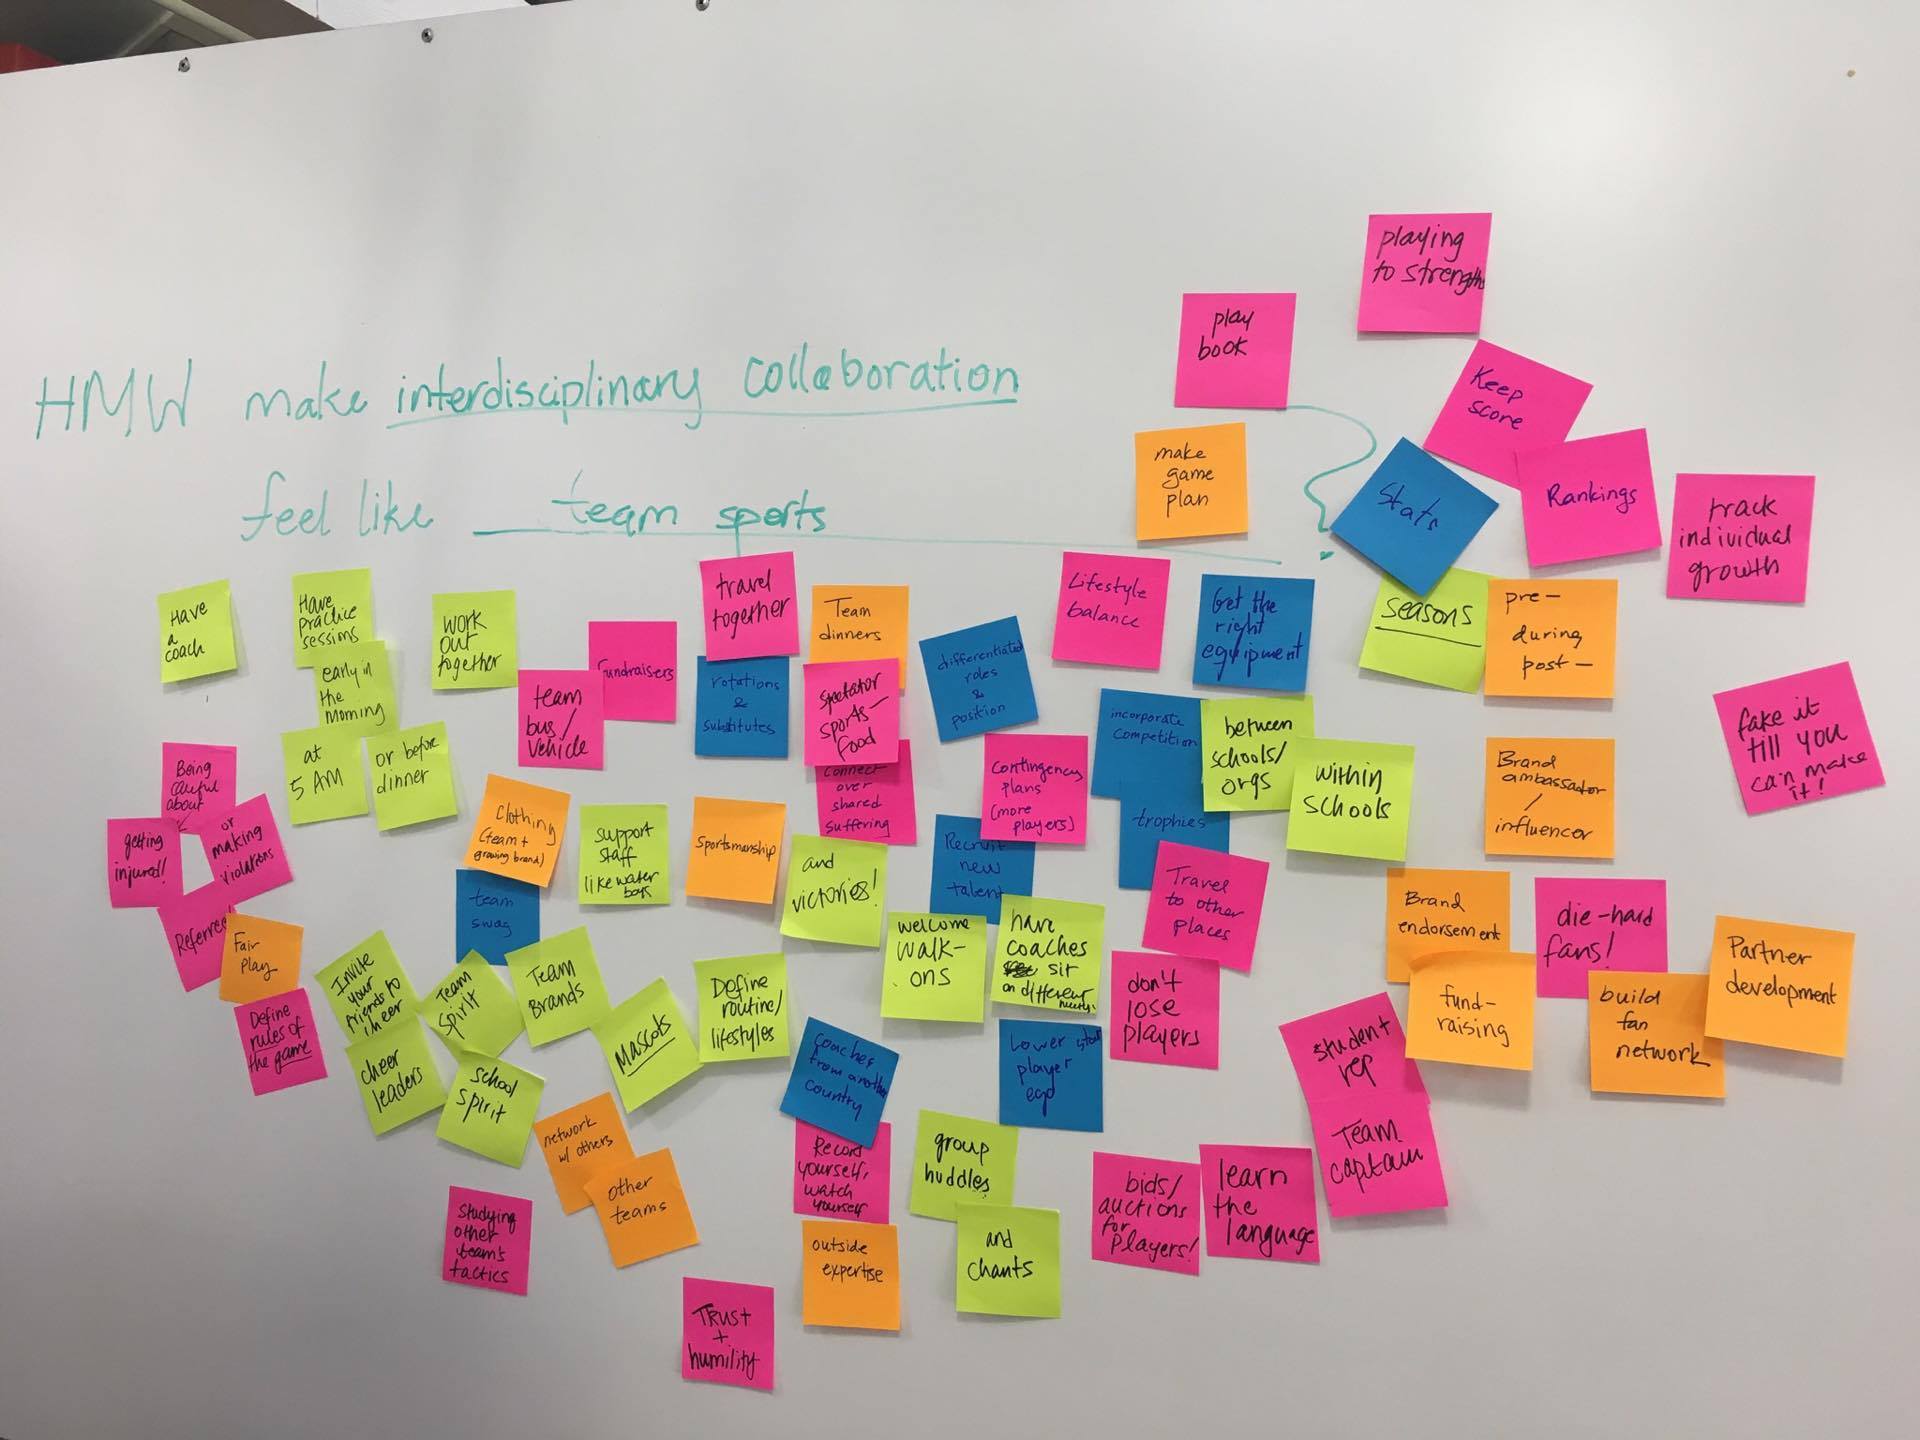 HMW make interdisciplinary collaboration
feel like team sports
playing
to strengths
play
book
Keep
score
make
game
plan
Stats
Rankings
track
individual
growth
?
Have
a
coach
Have
practice
sessions
early in
the
Morning
at
5 AM
or before
dinner
work
out
together
fundraisers
team
bus/
vehicle
travel
together
rotations
&
substitutes
Team
dinners
Spectator
sports-
food
connect
over
shared
suffering
differentiated
roles
&
position
Lifestyle
balance
Get the
right
equipment
seasons
pre-
during
post-
fake it
till you
can make
it!
incorporate
competition
between
schools/
orgs
within
schools
trophies
Brand
ambassador
/
influencer
Contingency
plans
(more
players)
Being
careful
about
getting
injured!
or
making
violations
Referree!
Fair
Play
Define
rules of
the game
Clothing
(team +
growing brand)
team
swag
support
staff
like water
boys
Sportsmanship
and
victories!
Recruit
new
talent
welcome
walk-
ons
have
coaches
sit
on different
Travel
to other
places
don't
lose
players
Brand
endorsement
die-hard
fans!
fund-
raising
build
fan
network
Partner
development
Invite
your
friends to
cheer
cheer
leaders
Team
Spirit
school
spirit
Team
Brands
Mascots
Define
routine/
lifestyles
Coaches
from another
country
Record
yourself,
watch
yourself
outside
expertise
Lower star
player
ego
group
huddles
and
chants
student
rep
Team
captain
bids/
auctions
for
players!
learn
the
language
network
w/ others
other
teams
Studying
other
team's
tactics
Trust
+
humility